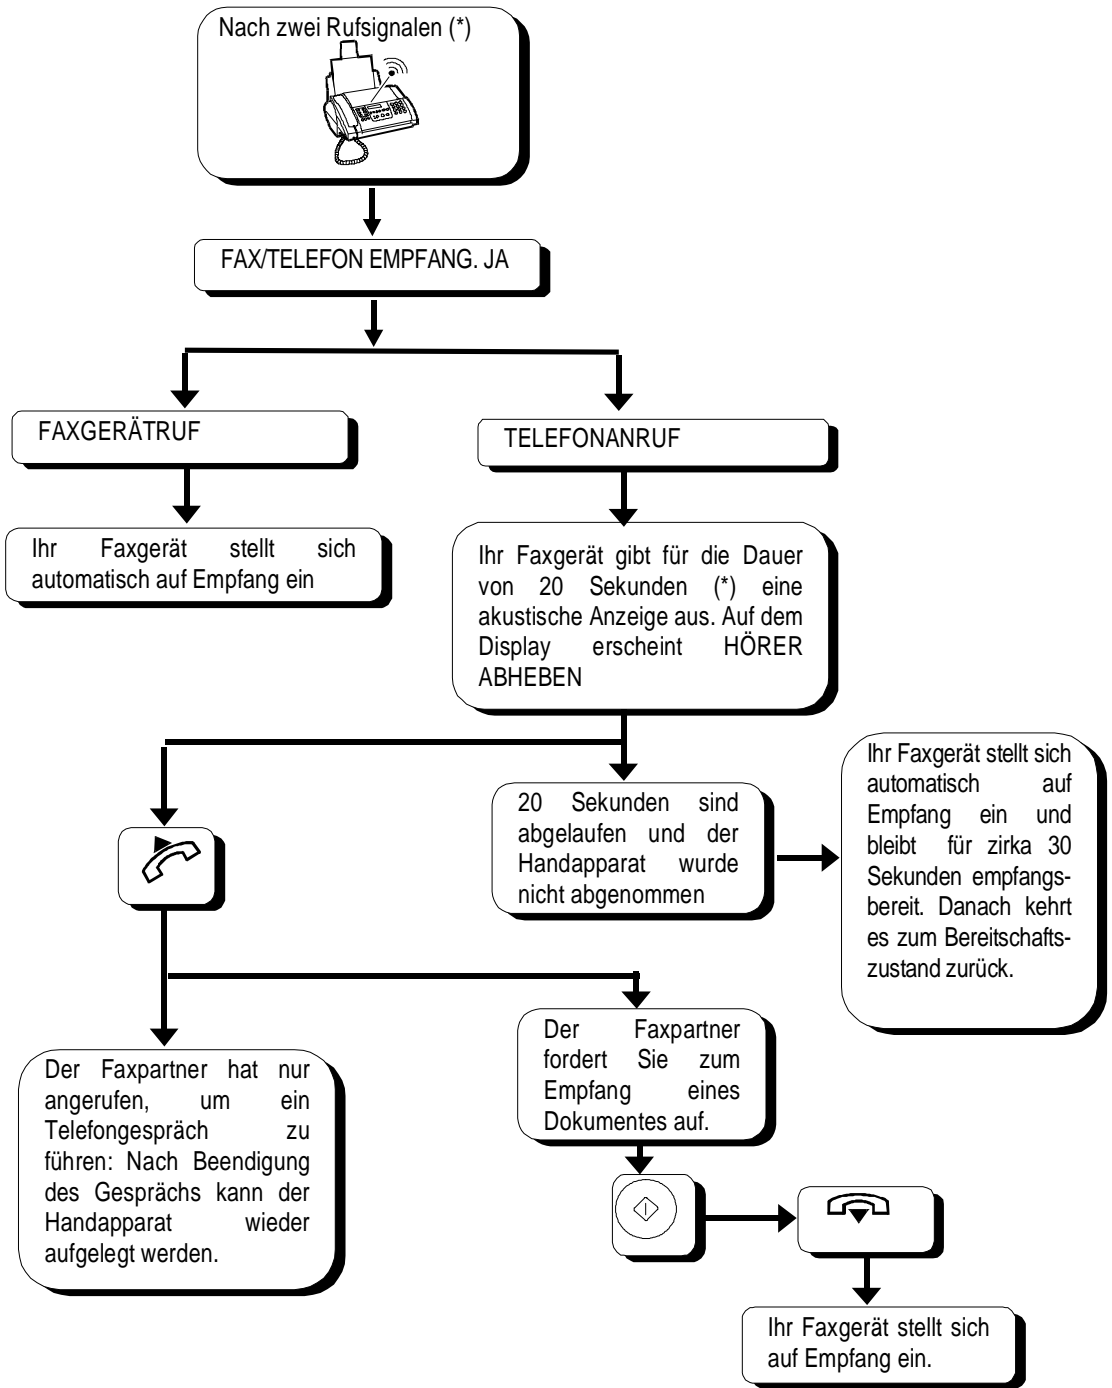 Nach zwei Rufsignalen (*)
FAX/TELEFON EMPFANG. JA
FAXGERÄTRUF
TELEFONANRUF
Ihr Faxgerät stellt sich
automatisch auf Empfang ein
Ihr Faxgerät gibt für die Dauer
von 20 Sekunden (*) eine
akustische Anzeige aus. Auf dem
Display erscheint HÖRER
ABHEBEN
20 Sekunden sind
abgelaufen und der
Handapparat wurde
nicht abgenommen
Ihr Faxgerät stellt sich
automatisch auf
Empfang ein und
bleibt für zirka 30
Sekunden empfangs-
bereit. Danach kehrt
es zum Bereitschafts-
zustand zurück.
Der Faxpartner hat nur
angerufen, um ein
Telefongespräch zu
führen: Nach Beendigung
des Gesprächs kann der
Handapparat wieder
aufgelegt werden.
Der Faxpartner
fordert Sie zum
Empfang eines
Dokumentes auf.
Ihr Faxgerät stellt sich
auf Empfang ein.